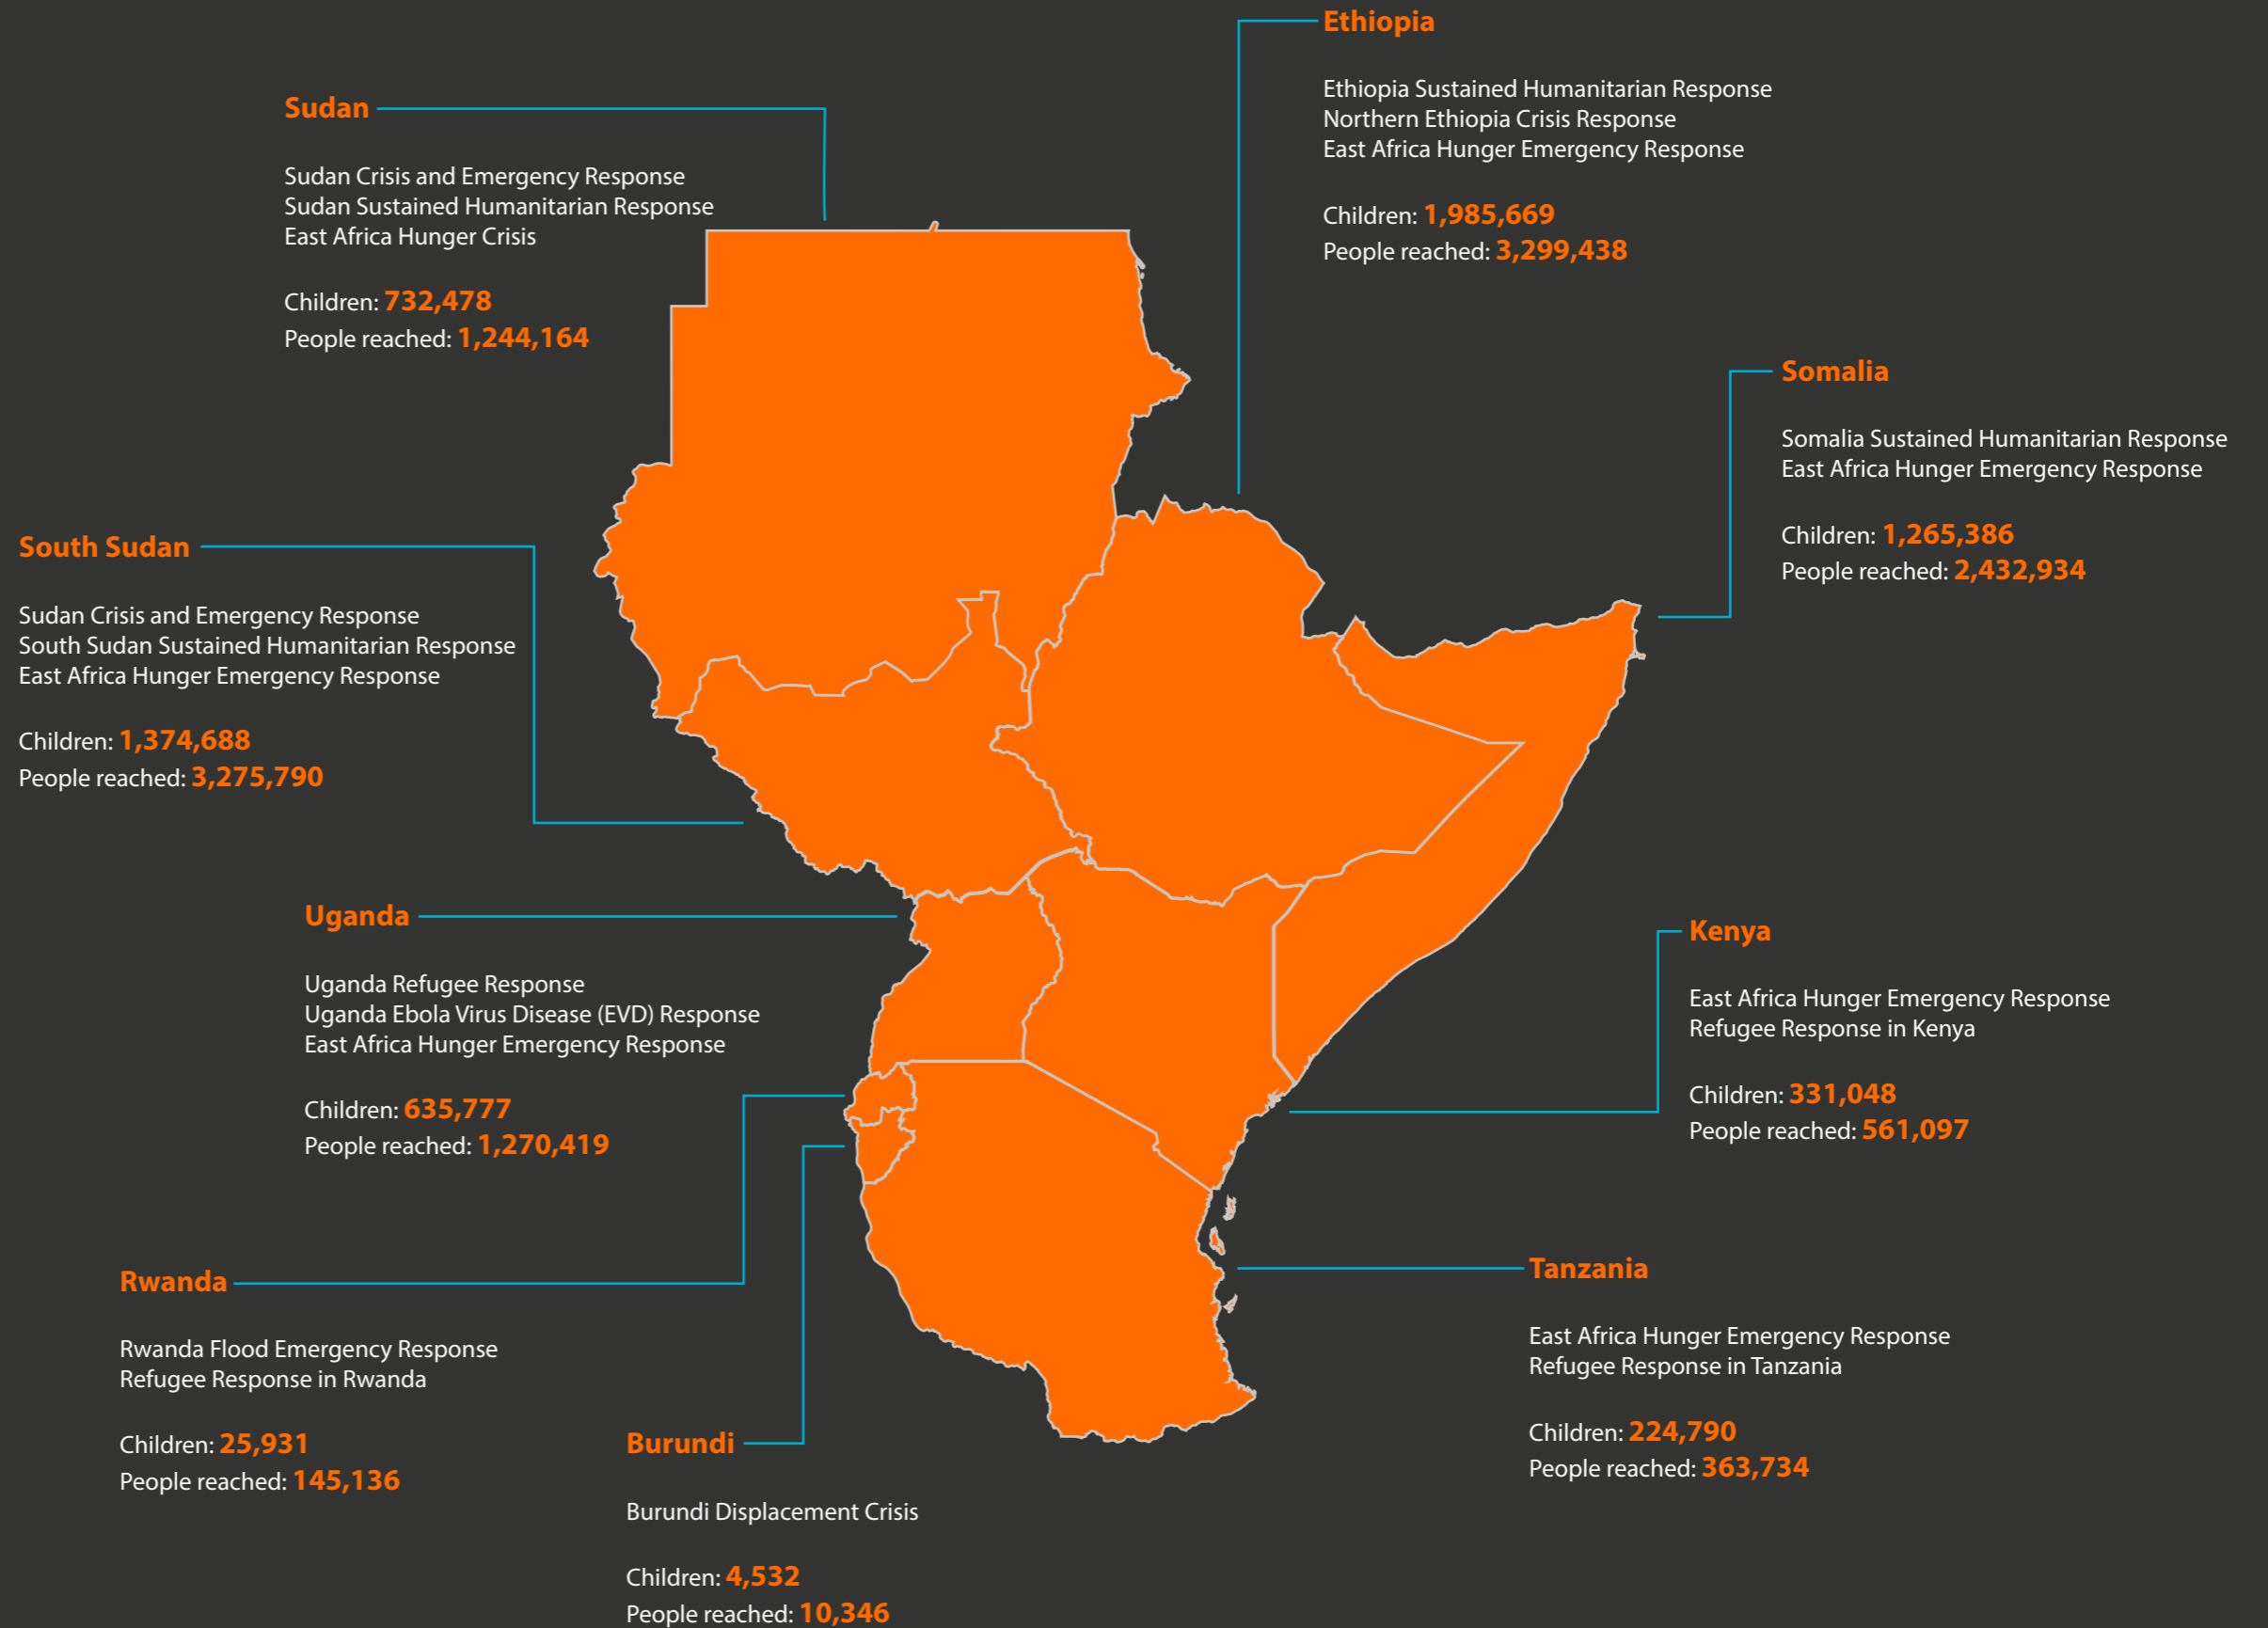 Ethiopia
Ethiopia Sustained Humanitarian Response
Northern Ethiopia Crisis Response
East Africa Hunger Emergency Response
Children: 1,985,669
People reached: 3,299,438
Sudan
Sudan Crisis and Emergency Response
Sudan Sustained Humanitarian Response
East Africa Hunger Crisis
Children: 732,478
People reached: 1,244,164
Somalia
Somalia Sustained Humanitarian Response
East Africa Hunger Emergency Response
Children: 1,265,386
People reached: 2,432,934
South Sudan
Sudan Crisis and Emergency Response
South Sudan Sustained Humanitarian Response
East Africa Hunger Emergency Response
Children: 1,374,688
People reached: 3,275,790
Uganda
Uganda Refugee Response
Uganda Ebola Virus Disease (EVD) Response
East Africa Hunger Emergency Response
Children: 635,777
People reached: 1,270,419
Kenya
East Africa Hunger Emergency Response
Refugee Response in Kenya
Children: 331,048
People reached: 561,097
Rwanda
Rwanda Flood Emergency Response
Refugee Response in Rwanda
Children: 25,931
People reached: 145,136
Tanzania
East Africa Hunger Emergency Response
Refugee Response in Tanzania
Children: 224,790
People reached: 363,734
Burundi
Burundi Displacement Crisis
Children: 4,532
People reached: 10,346